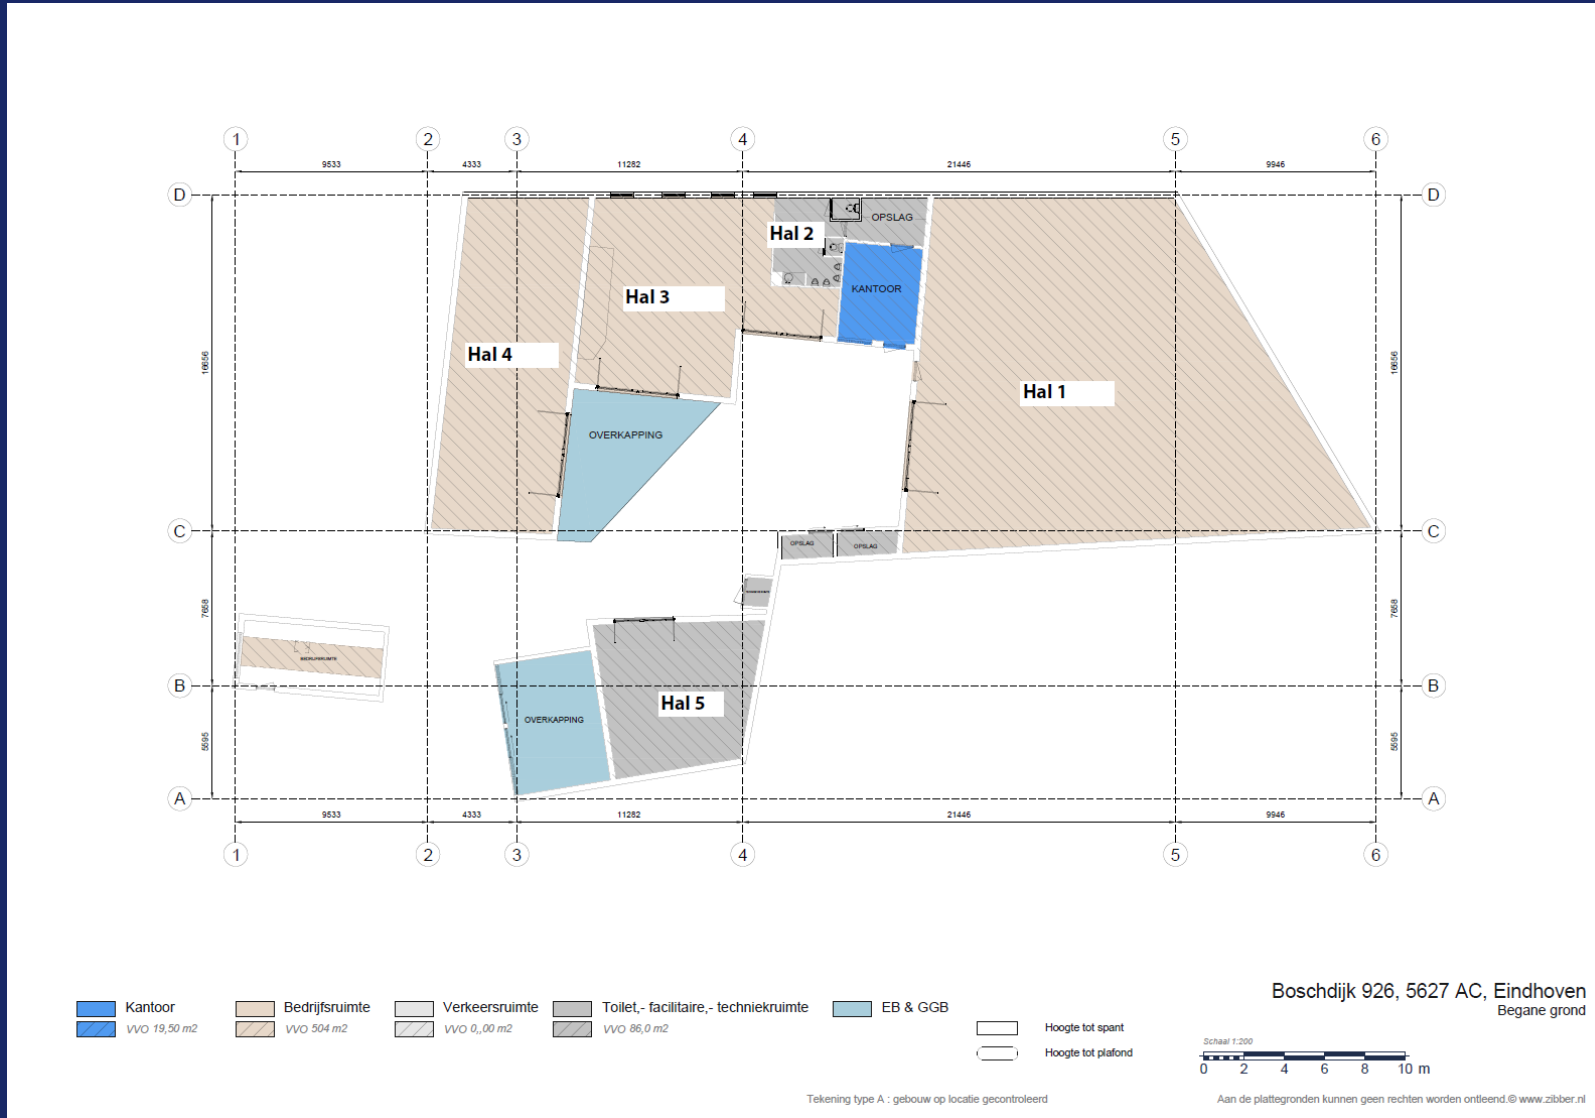 1 2 3 4 5 6
9533 4333 11282 21446 9946
D D
OPSLAG
Hal 2
KANTOOR
Hal 3
Hal 4
16656 16656
Hal 1
OVERKAPPING
C C
OPSLAG OPSLAG
7658 7658
BEDRIJFSRUIMTE
B B
Hal 5
OVERKAPPING
5595 5595
A A
9533 4333 11282 21446 9946
1 2 3 4 5 6
Kantoor Bedrijfsruimte Verkeersruimte Toilet,- facilitaire,- techniekruimte EB & GGB
VVO 19,50 m2 VVO 504 m2 VVO 0,,00 m2 VVO 86,0 m2
Hoogte tot spant
Hoogte tot plafond
Boschdijk 926, 5627 AC, Eindhoven
Begane grond
Schaal 1:200
0 2 4 6 8 10 m
Tekening type A : gebouw op locatie gecontroleerd
Aan de plattegronden kunnen geen rechten worden ontleend.© www.zibber.nl